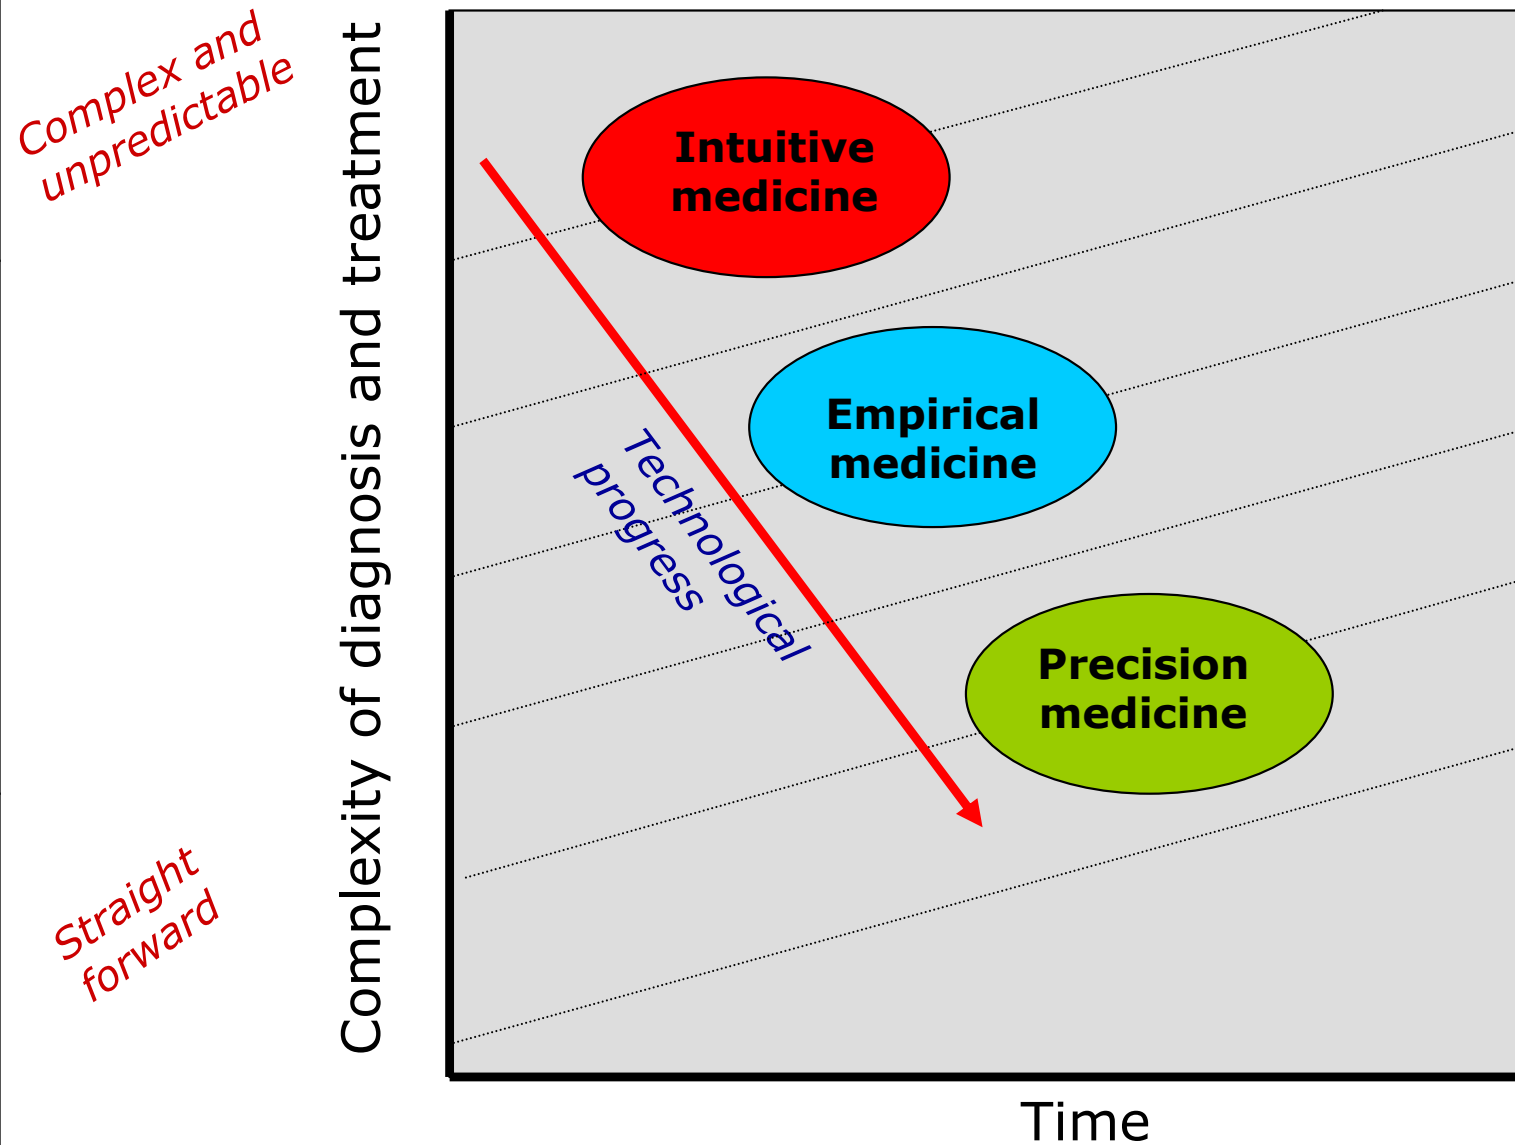 Complex and
unpredictable
Straight
forward
Complexity of diagnosis and treatment
Intuitive
medicine
Empirical
medicine
Precision
medicine
Technological
progress
Time